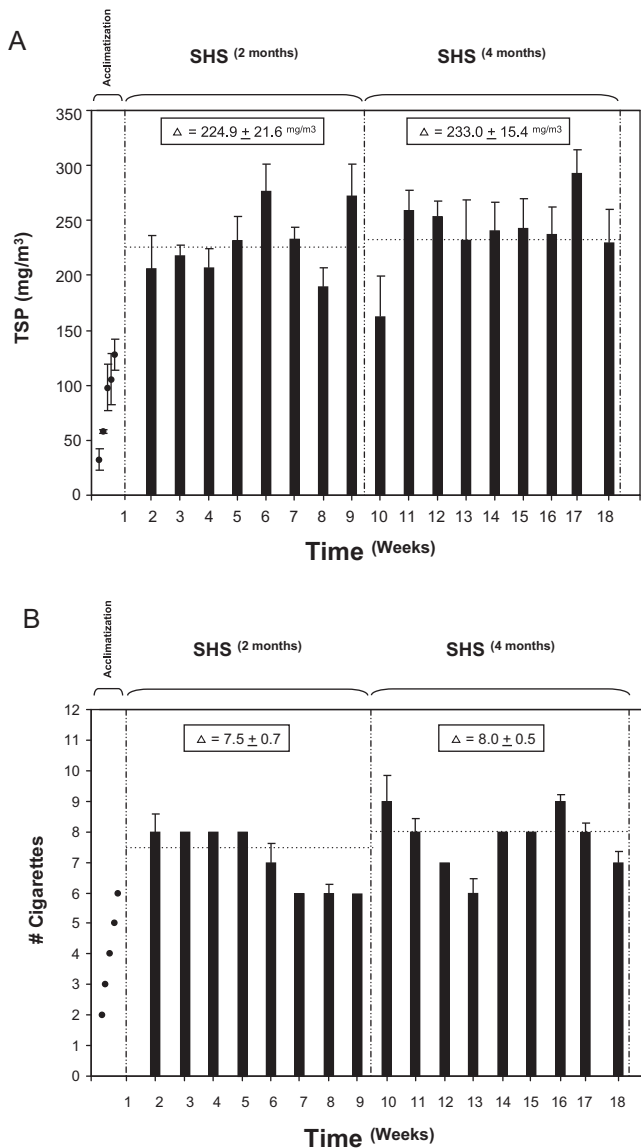 A
Acclimatization
SHS (2 months)
SHS (4 months)
△ = 224.9 ± 21.6 mg/m3
△ = 233.0 ± 15.4 mg/m3
TSP (mg/m³)
350
300
250
200
150
100
50
0
1 2 3 4 5 6 7 8 9 10 11 12 13 14 15 16 17 18
Time (Weeks)
B
Acclimatization
SHS (2 months)
SHS (4 months)
△ = 7.5 ± 0.7
△ = 8.0 ± 0.5
# Cigarettes
12
11
10
9
8
7
6
5
4
3
2
1
0
1 2 3 4 5 6 7 8 9 10 11 12 13 14 15 16 17 18
Time (Weeks)